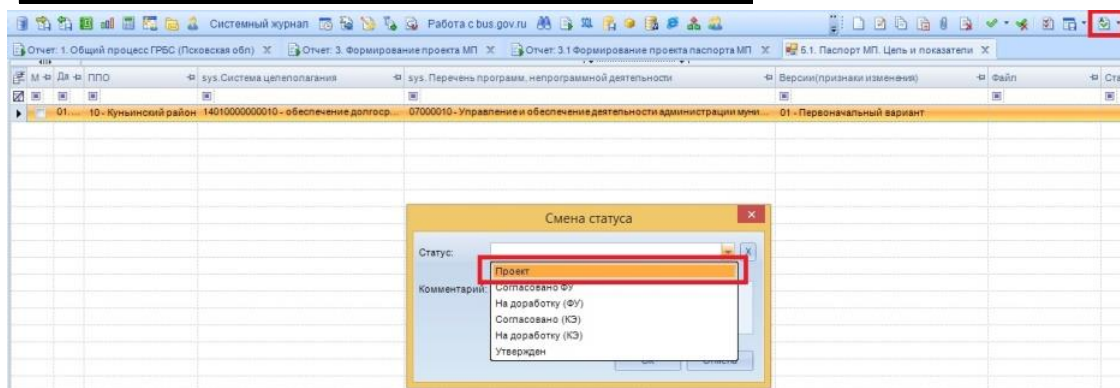 Системный журнал Работа с bus.gov.ru
Отчет: 1. Общий процесс ГРБС (Псковская обл) Отчет: 3. Формирование проекта МП Отчет: 3.1 Формирование проекта паспорта МП 5.1. Паспорт МП. Цель и показатели
М Да ППО sys.Система целеполагания sys. Перечень программ, непрограммной деятельности Версии(признаки изменения) Файл Ста
01.... 10 - Куньинский район 14010000000010 - обеспечение долгоср... 07000010 - Управление и обеспечение деятельности администрации муни... 01 - Первоначальный вариант
Смена статуса
Статус:
Проект
Комментарий: Согласовано ФУ
На доработку (ФУ)
Согласовано (КЭ)
На доработку (КЭ)
Утвержден